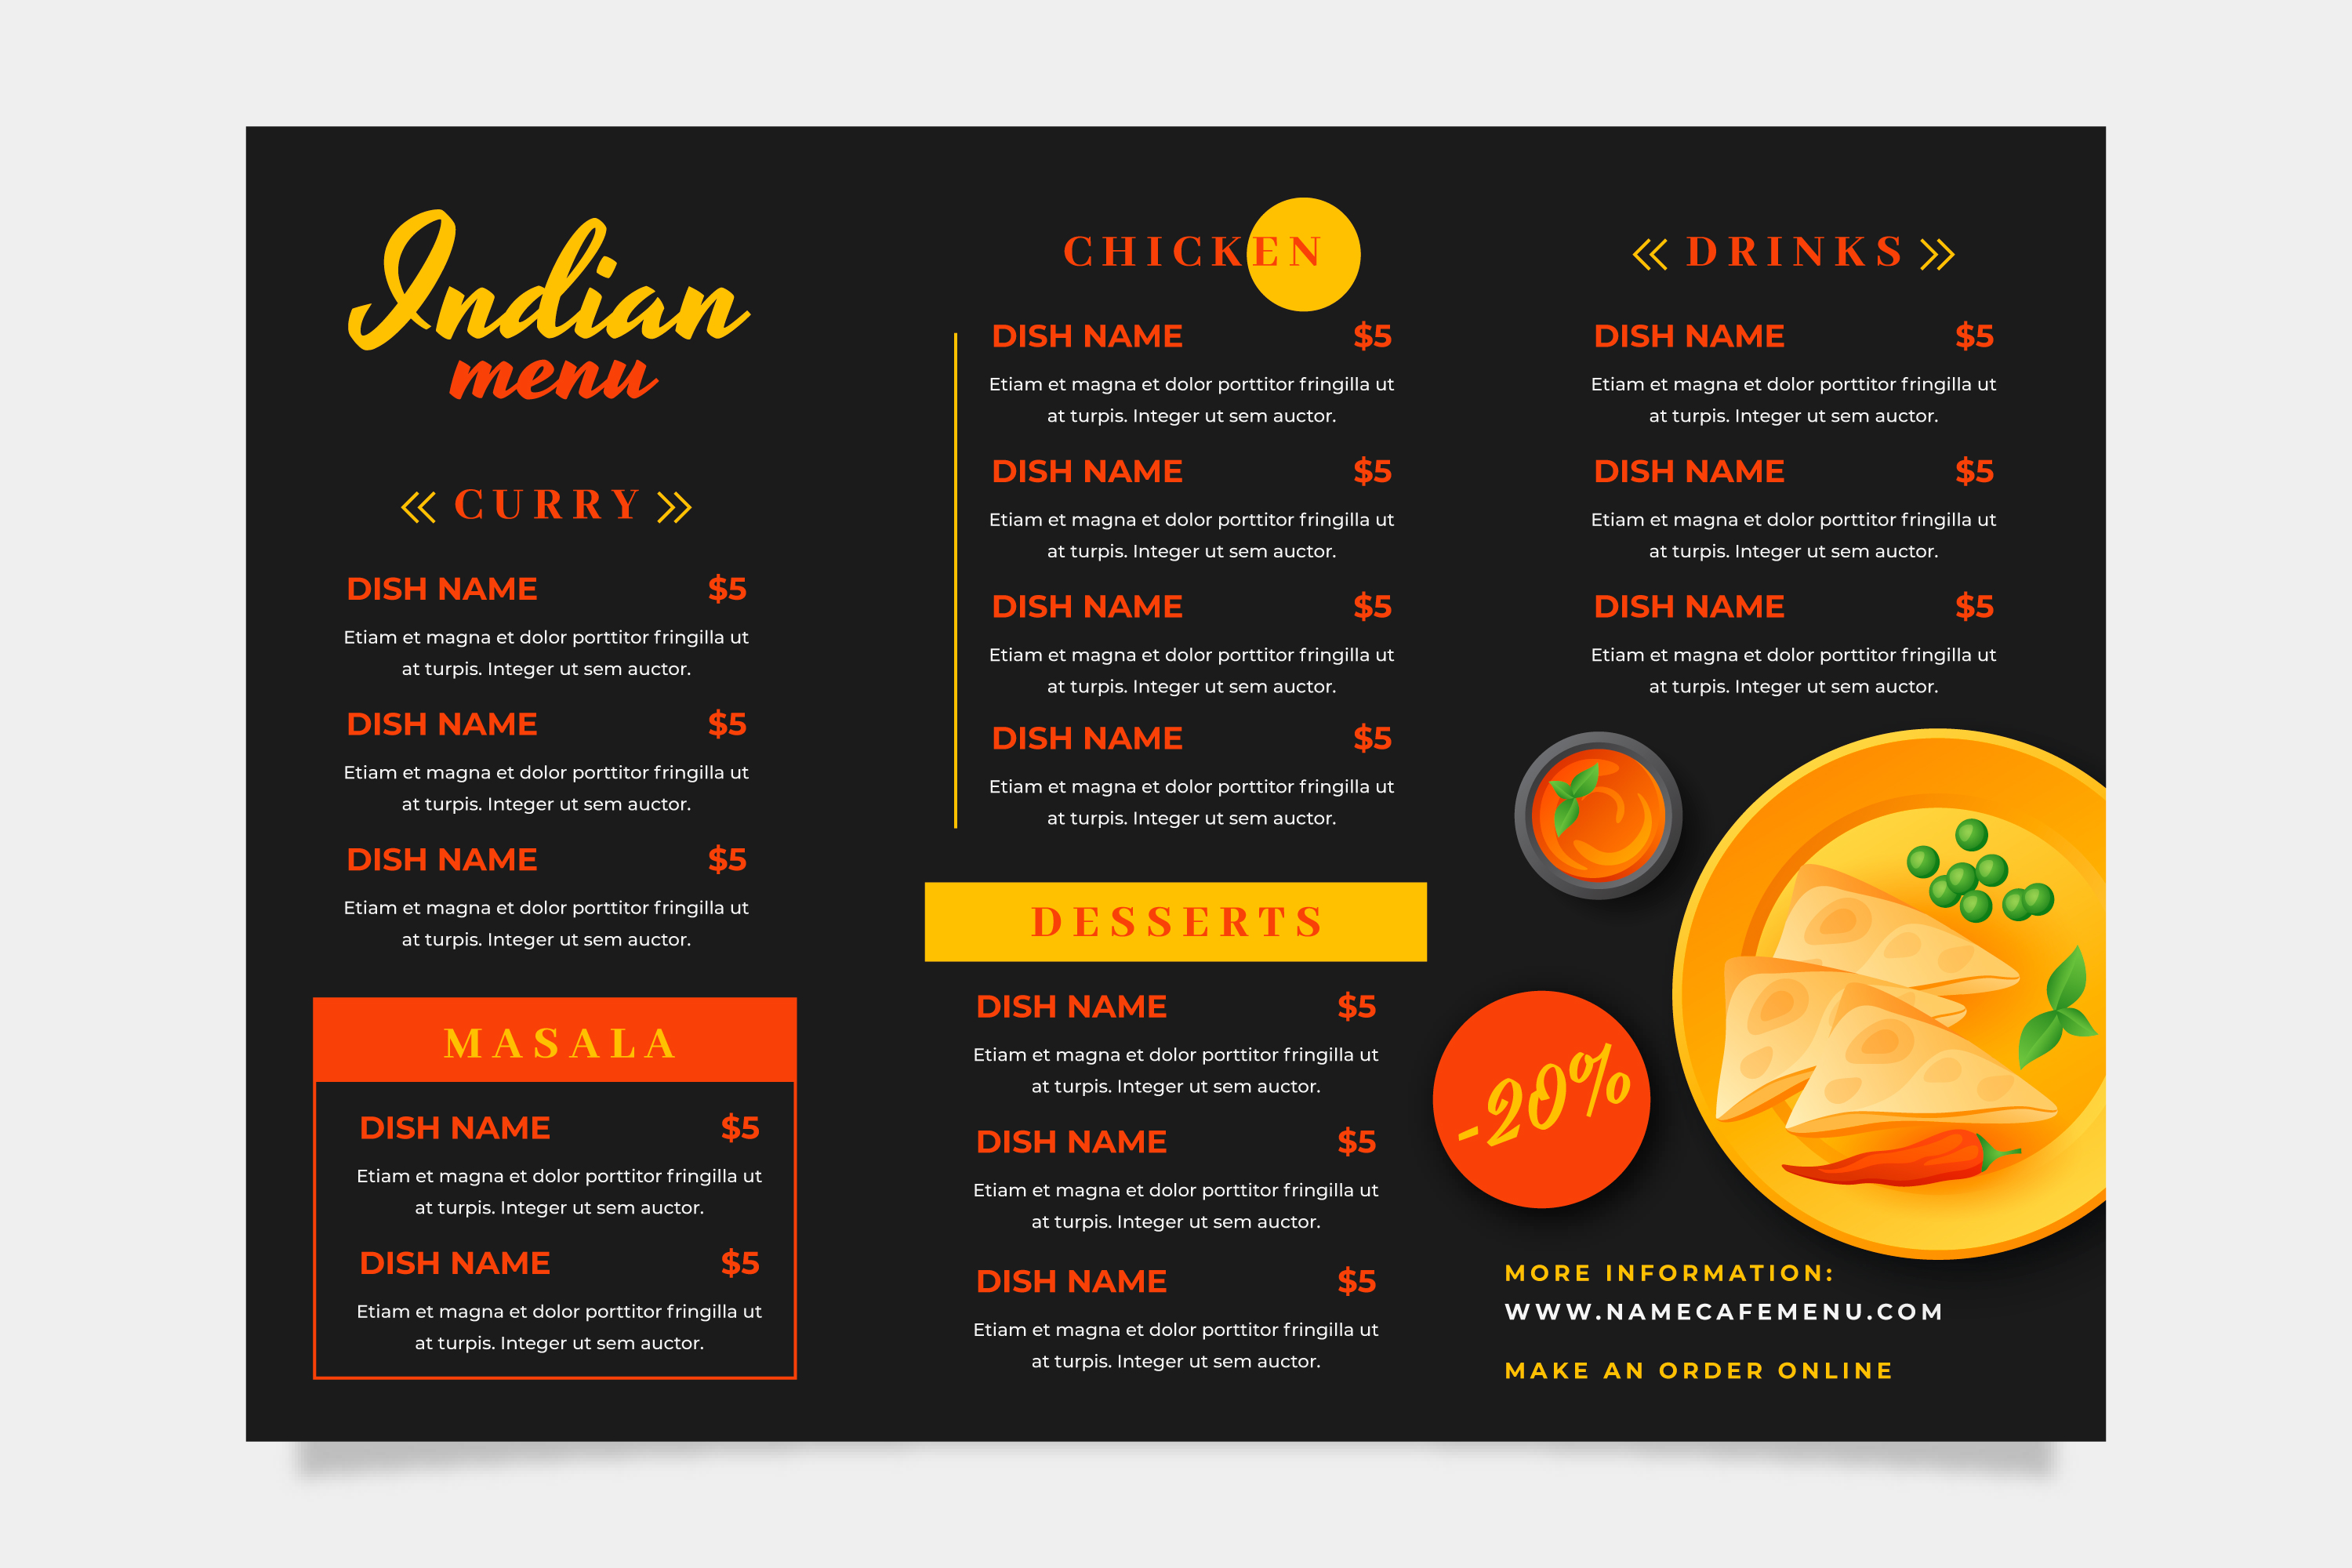 Indian
menu
CURRY
DISH NAME $5
Etiam et magna et dolor porttitor fringilla ut
at turpis. Integer ut sem auctor.
DISH NAME $5
Etiam et magna et dolor porttitor fringilla ut
at turpis. Integer ut sem auctor.
DISH NAME $5
Etiam et magna et dolor porttitor fringilla ut
at turpis. Integer ut sem auctor.
MASALA
DISH NAME $5
Etiam et magna et dolor porttitor fringilla ut
at turpis. Integer ut sem auctor.
DISH NAME $5
Etiam et magna et dolor porttitor fringilla ut
at turpis. Integer ut sem auctor.
CHICKEN
DISH NAME $5
Etiam et magna et dolor porttitor fringilla ut
at turpis. Integer ut sem auctor.
DISH NAME $5
Etiam et magna et dolor porttitor fringilla ut
at turpis. Integer ut sem auctor.
DISH NAME $5
Etiam et magna et dolor porttitor fringilla ut
at turpis. Integer ut sem auctor.
DISH NAME $5
Etiam et magna et dolor porttitor fringilla ut
at turpis. Integer ut sem auctor.
DESSERTS
DISH NAME $5
Etiam et magna et dolor porttitor fringilla ut
at turpis. Integer ut sem auctor.
DISH NAME $5
Etiam et magna et dolor porttitor fringilla ut
at turpis. Integer ut sem auctor.
DISH NAME $5
Etiam et magna et dolor porttitor fringilla ut
at turpis. Integer ut sem auctor.
DRINKS
DISH NAME $5
Etiam et magna et dolor porttitor fringilla ut
at turpis. Integer ut sem auctor.
DISH NAME $5
Etiam et magna et dolor porttitor fringilla ut
at turpis. Integer ut sem auctor.
DISH NAME $5
Etiam et magna et dolor porttitor fringilla ut
at turpis. Integer ut sem auctor.
-20%
MORE INFORMATION:
WWW.NAMECAFEMENU.COM
MAKE AN ORDER ONLINE